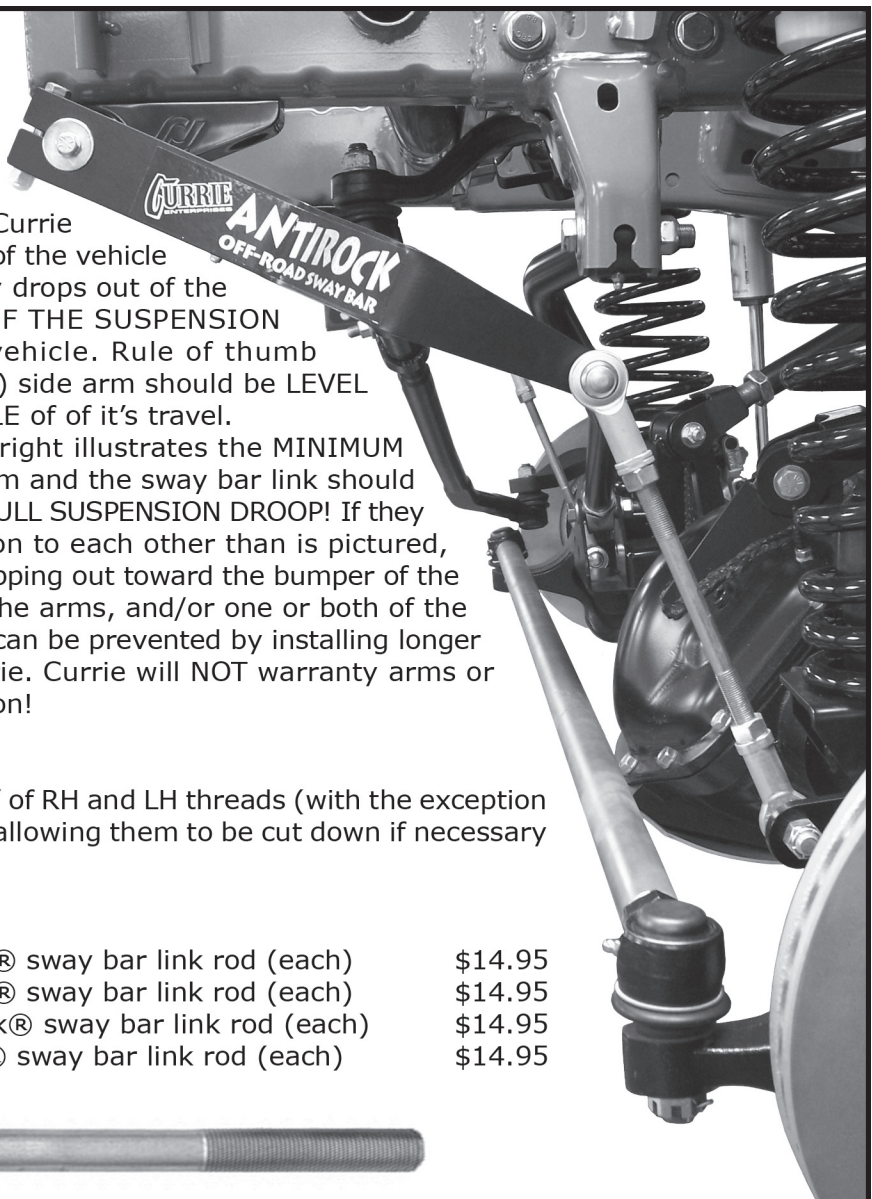 CURRIE
ENTERPRISES
ANTIROCK
OFF-ROAD SWAY BAR
Currie
of the vehicle
drops out of the
F THE SUSPENSION
vehicle. Rule of thumb
) side arm should be LEVEL
LE of of it’s travel.
right illustrates the MINIMUM
m and the sway bar link should
ULL SUSPENSION DROOP! If they
on to each other than is pictured,
pping out toward the bumper of the
he arms, and/or one or both of the
can be prevented by installing longer
ie. Currie will NOT warranty arms or
on!
of RH and LH threads (with the exception
allowing them to be cut down if necessary
® sway bar link rod (each) $14.95
® sway bar link rod (each) $14.95
k® sway bar link rod (each) $14.95
® sway bar link rod (each) $14.95